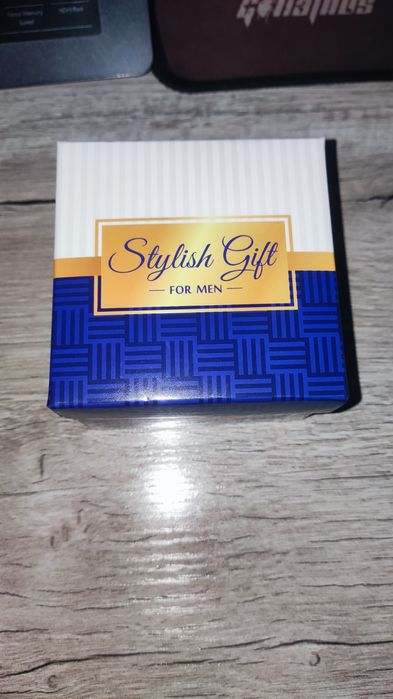 Stylish Gift
— FOR MEN —